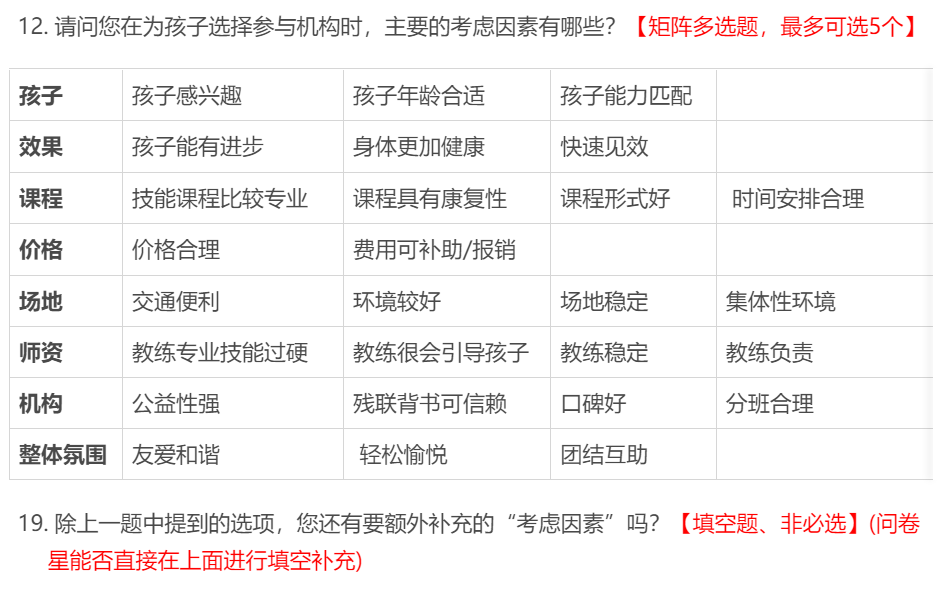 12. 请问您在为孩子选择参与机构时，主要的考虑因素有哪些？【矩阵多选题，最多可选5个】
孩子 孩子感兴趣 孩子年龄合适 孩子能力匹配
效果 孩子能有进步 身体更加健康 快速见效
课程 技能课程比较专业 课程具有康复性 课程形式好 时间安排合理
价格 价格合理 费用可补助/报销
场地 交通便利 环境较好 场地稳定 集体性环境
师资 教练专业技能过硬 教练很会引导孩子 教练稳定 教练负责
机构 公益性强 残联背书可信赖 口碑好 分班合理
整体氛围 友爱和谐 轻松愉悦 团结互助
19. 除上一题中提到的选项，您还有要额外补充的“考虑因素”吗？【填空题、非必选】(问卷
星能否直接在上面进行填空补充)